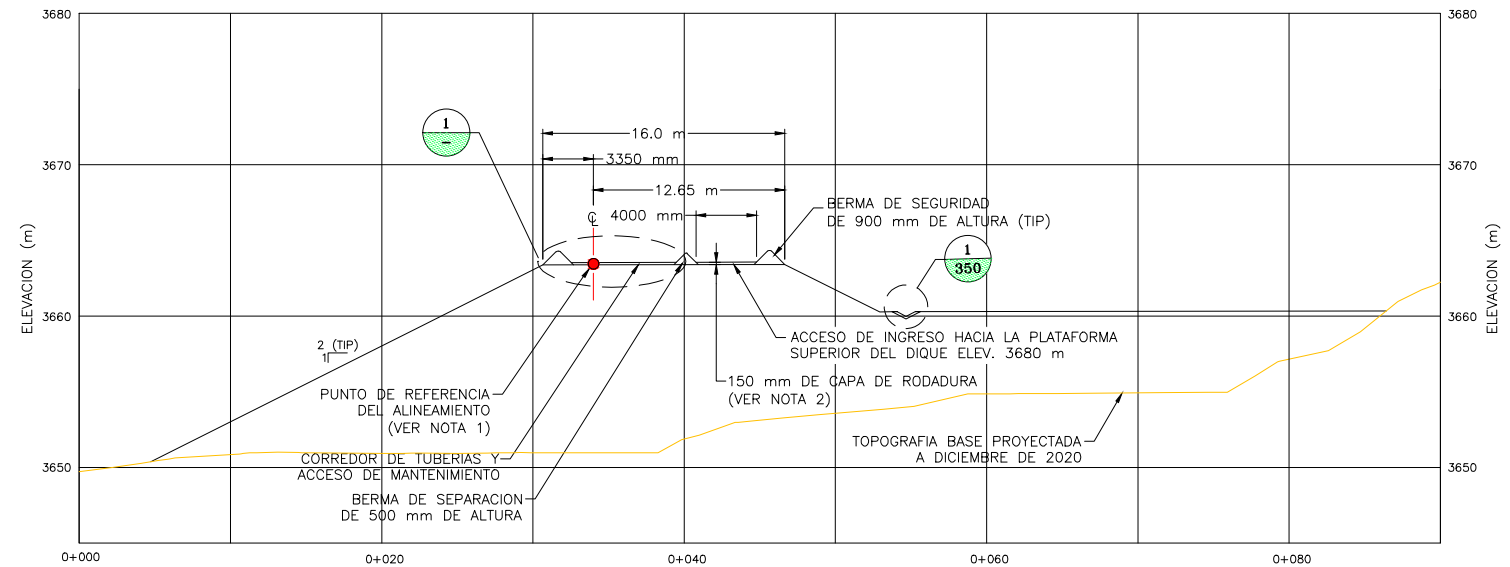 3680
3680
1
–
16.0 m
3670
3350 mm
3670
12.65 m
℄
4000 mm
BERMA DE SEGURIDAD
DE 900 mm DE ALTURA (TIP)
ELEVACION (m)
ELEVACION (m)
1
350
3660
3660
ACCESO DE INGRESO HACIA LA PLATAFORMA
SUPERIOR DEL DIQUE ELEV. 3680 m
2 (TIP)
1
150 mm DE CAPA DE RODADURA
(VER NOTA 2)
PUNTO DE REFERENCIA
DEL ALINEAMIENTO
(VER NOTA 1)
TOPOGRAFIA BASE PROYECTADA
A DICIEMBRE DE 2020
CORREDOR DE TUBERIAS Y
ACCESO DE MANTENIMIENTO
3650
3650
BERMA DE SEPARACION
DE 500 mm DE ALTURA
0+000
0+020
0+040
0+060
0+080